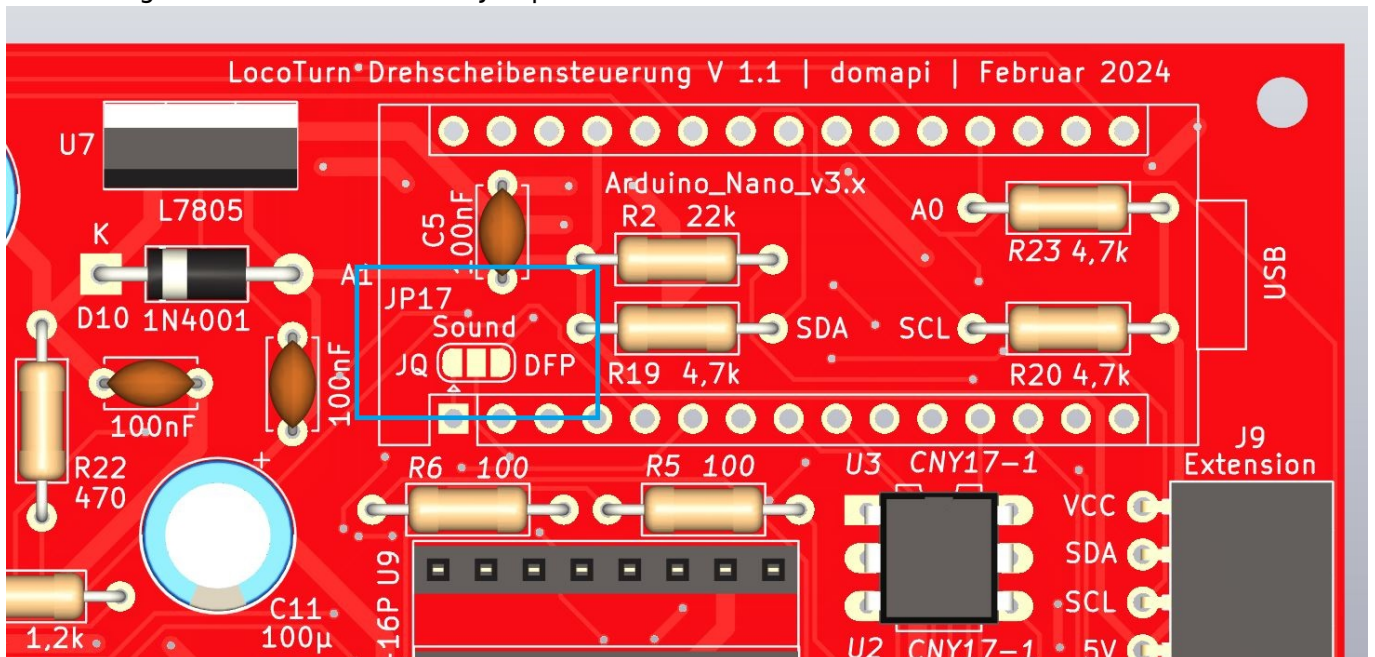 LocoTurn Drehscheibensteuerung V 1.1 | domapi | Februar 2024
U7
L7805
K
D10 1N4001
A1
C5
100nF
Arduino_Nano_v3.x
R2 22k
A0
R23 4,7k
USB
JP17
Sound
JQ DFP
R19 4,7k
SDA
SCL
R20 4,7k
100nF
100nF
R22
470
+
R6 100
R5 100
U3 CNY17-1
J9
Extension
VCC
SDA
SCL
5V
-16P U9
C11
100µ
1,2k
U2 CNY17-1